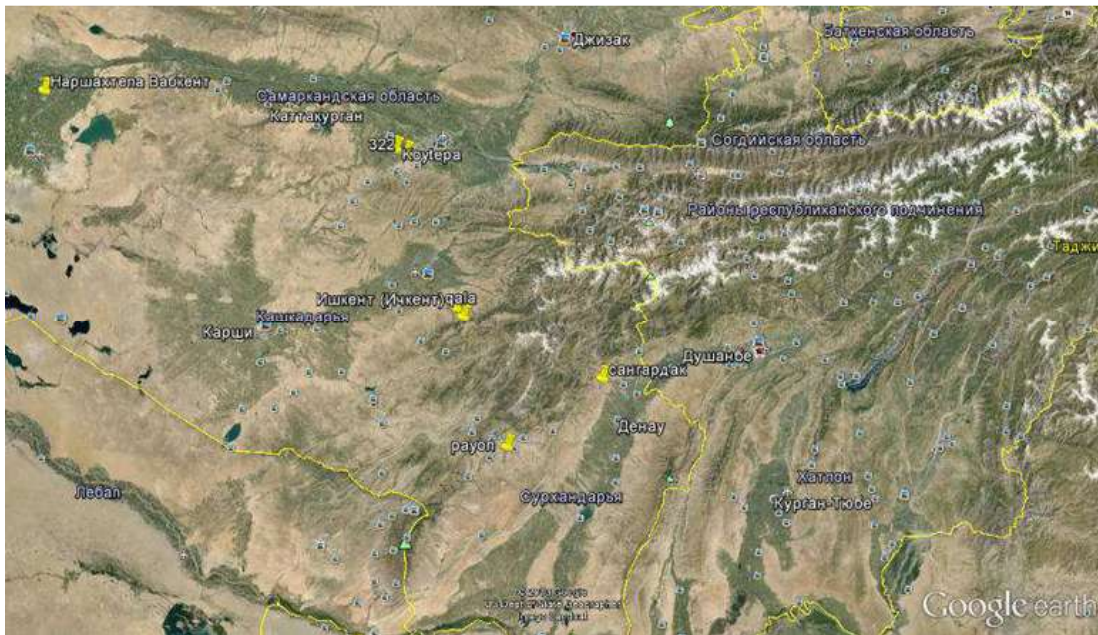 Джизак
Баткенская область
Наршахтепа Вабкент
Самаркандская область
Каттакурган
322
Koytepa
Согдийская область
Районы республиканского подчинения
Таджи
Ишкент (Ичкент)qala
Кашкадарья
Карши
Душанбе
сангардак
Денау
payon
Лебап
Сурхандарья
Хатлон
Курган-Тюбе
Google earth